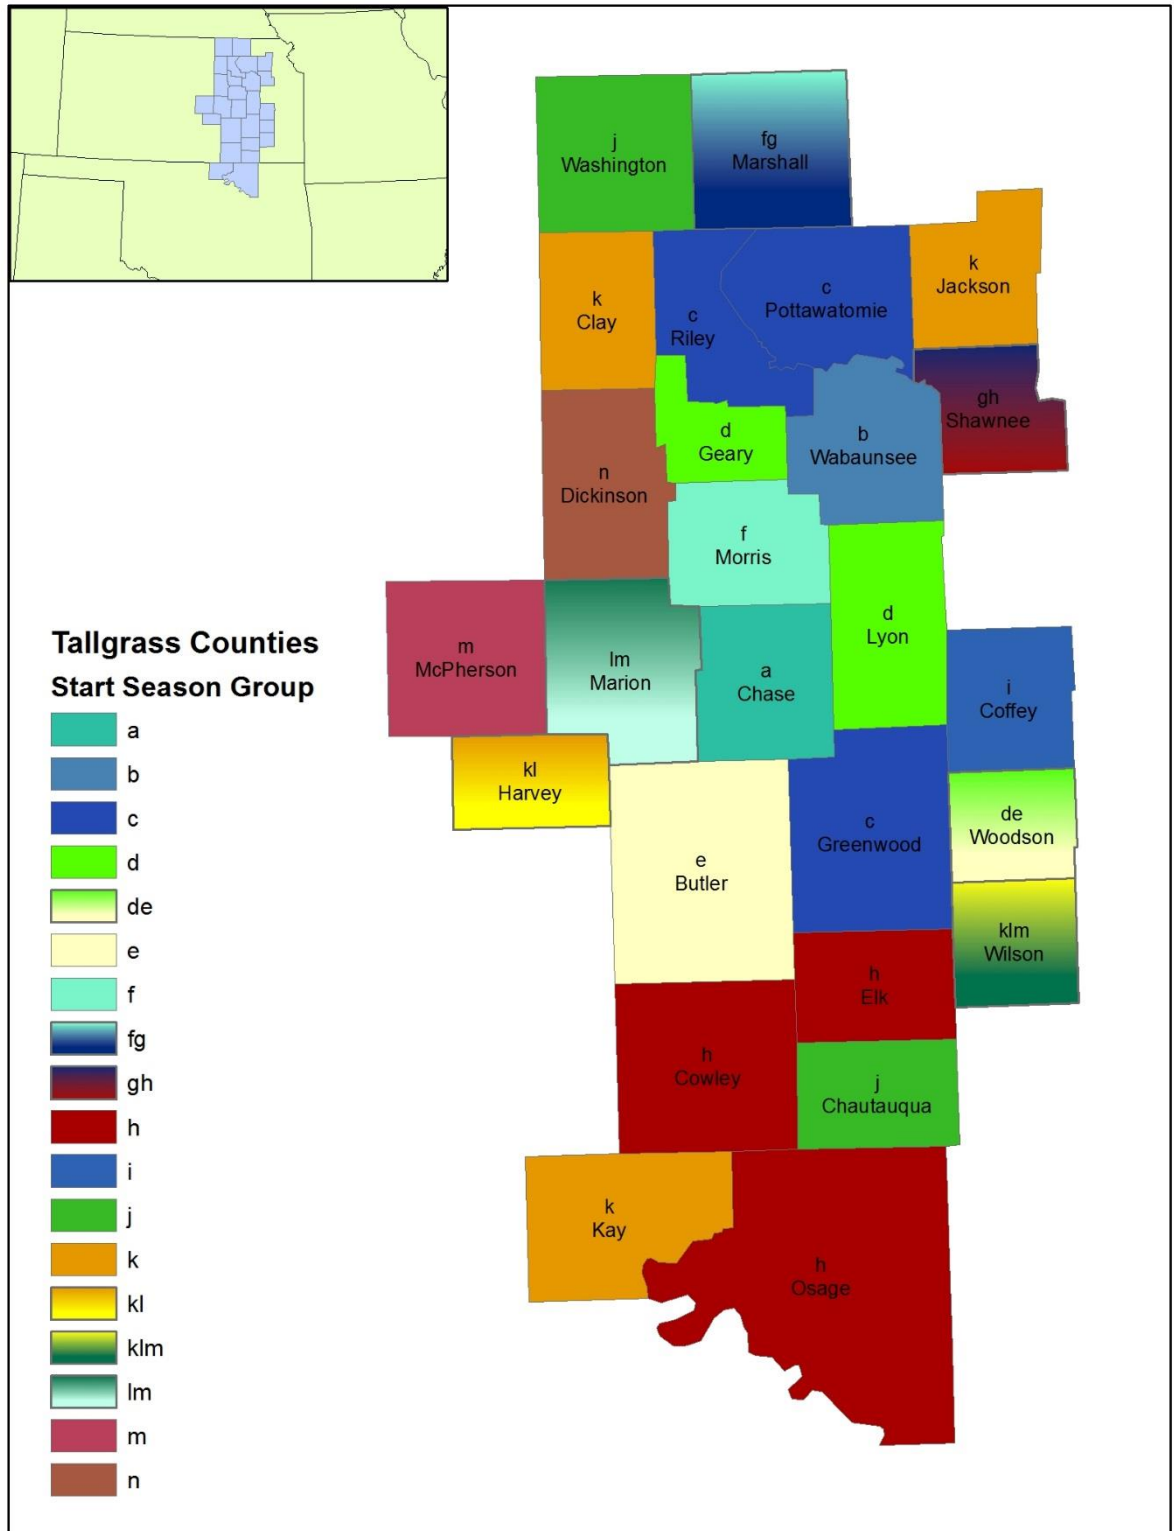 j
Washington
fg
Marshall
k
Jackson
k
Clay
c
Riley
c
Pottawatomie
gh
Shawnee
d
Geary
b
Wabaunsee
n
Dickinson
f
Morris
d
Lyon
m
McPherson
lm
Marion
a
Chase
i
Coffey
kl
Harvey
e
Butler
c
Greenwood
de
Woodson
klm
Wilson
h
Elk
h
Cowley
j
Chautauqua
k
Kay
h
Osage
Tallgrass Counties
Start Season Group
a
b
c
d
de
e
f
fg
gh
h
i
j
k
kl
klm
lm
m
n